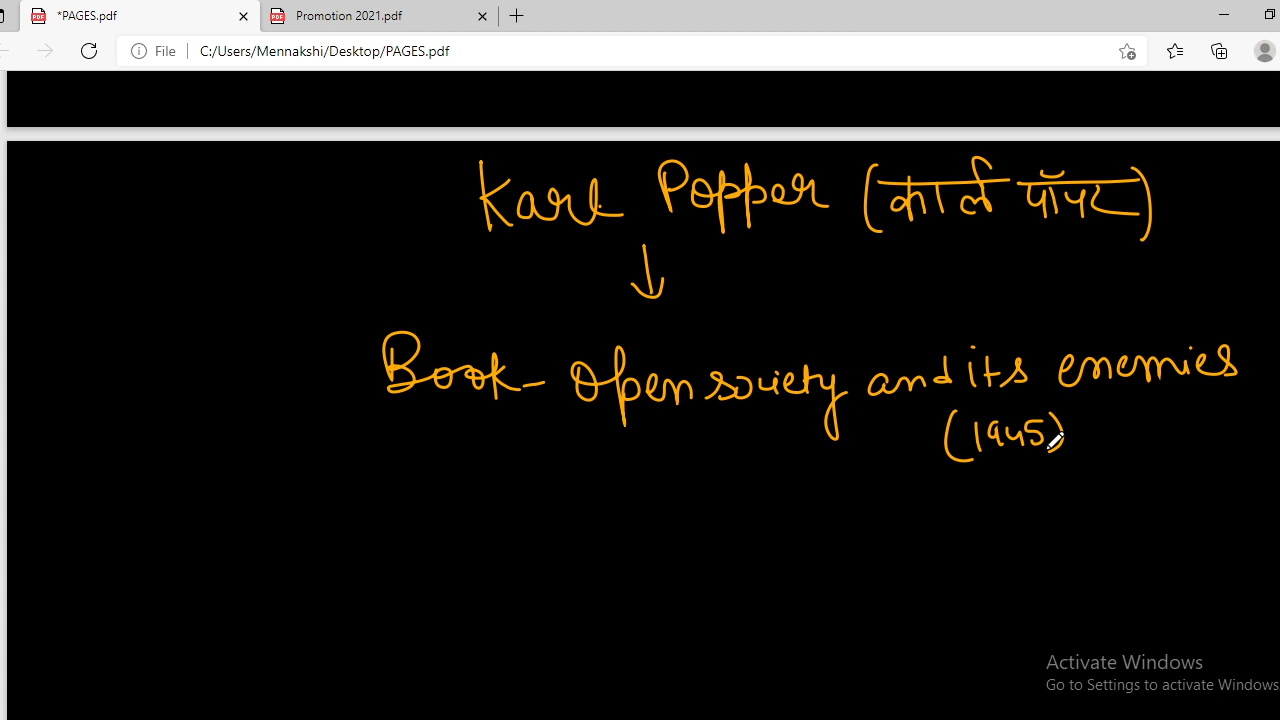 *PAGES.pdf
Promotion 2021.pdf
File C:/Users/Mennakshi/Desktop/PAGES.pdf
Karl Popper (कार्ल पॉपर)
Book - Open society and its enemies
(1945)
Activate Windows
Go to Settings to activate Windows